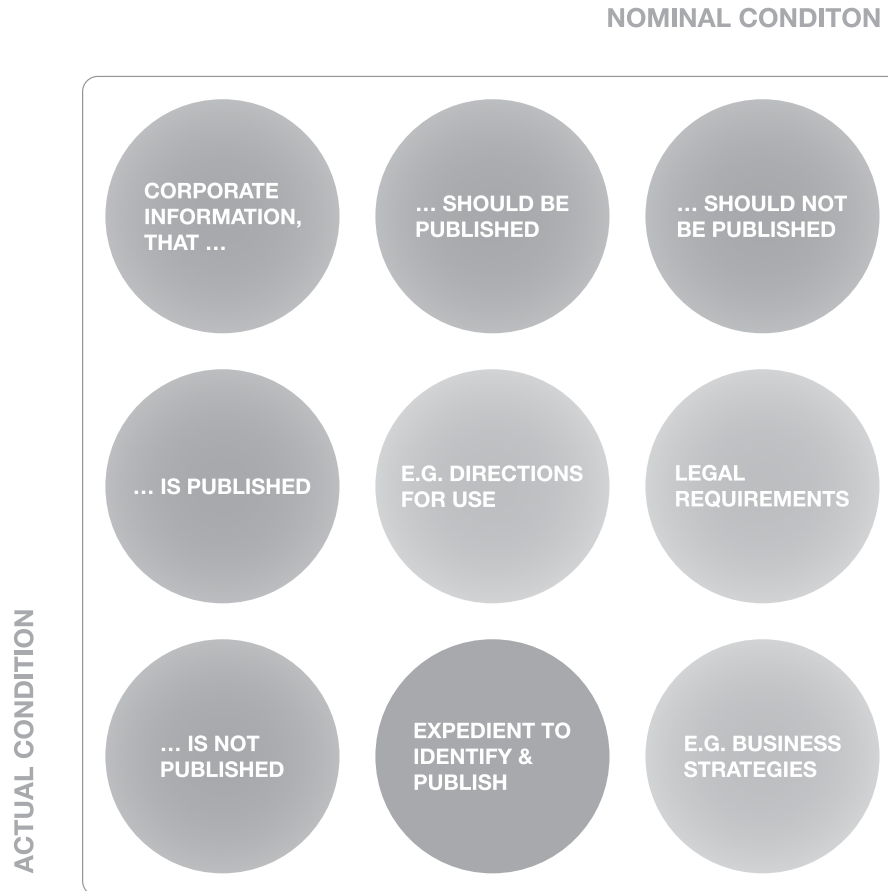 NOMINAL CONDITON
CORPORATE
INFORMATION,
THAT …
… SHOULD BE
PUBLISHED
… SHOULD NOT
BE PUBLISHED
… IS PUBLISHED
E.G. DIRECTIONS
FOR USE
LEGAL
REQUIREMENTS
ACTUAL CONDITION
… IS NOT
PUBLISHED
EXPEDIENT TO
IDENTIFY &
PUBLISH
E.G. BUSINESS
STRATEGIES